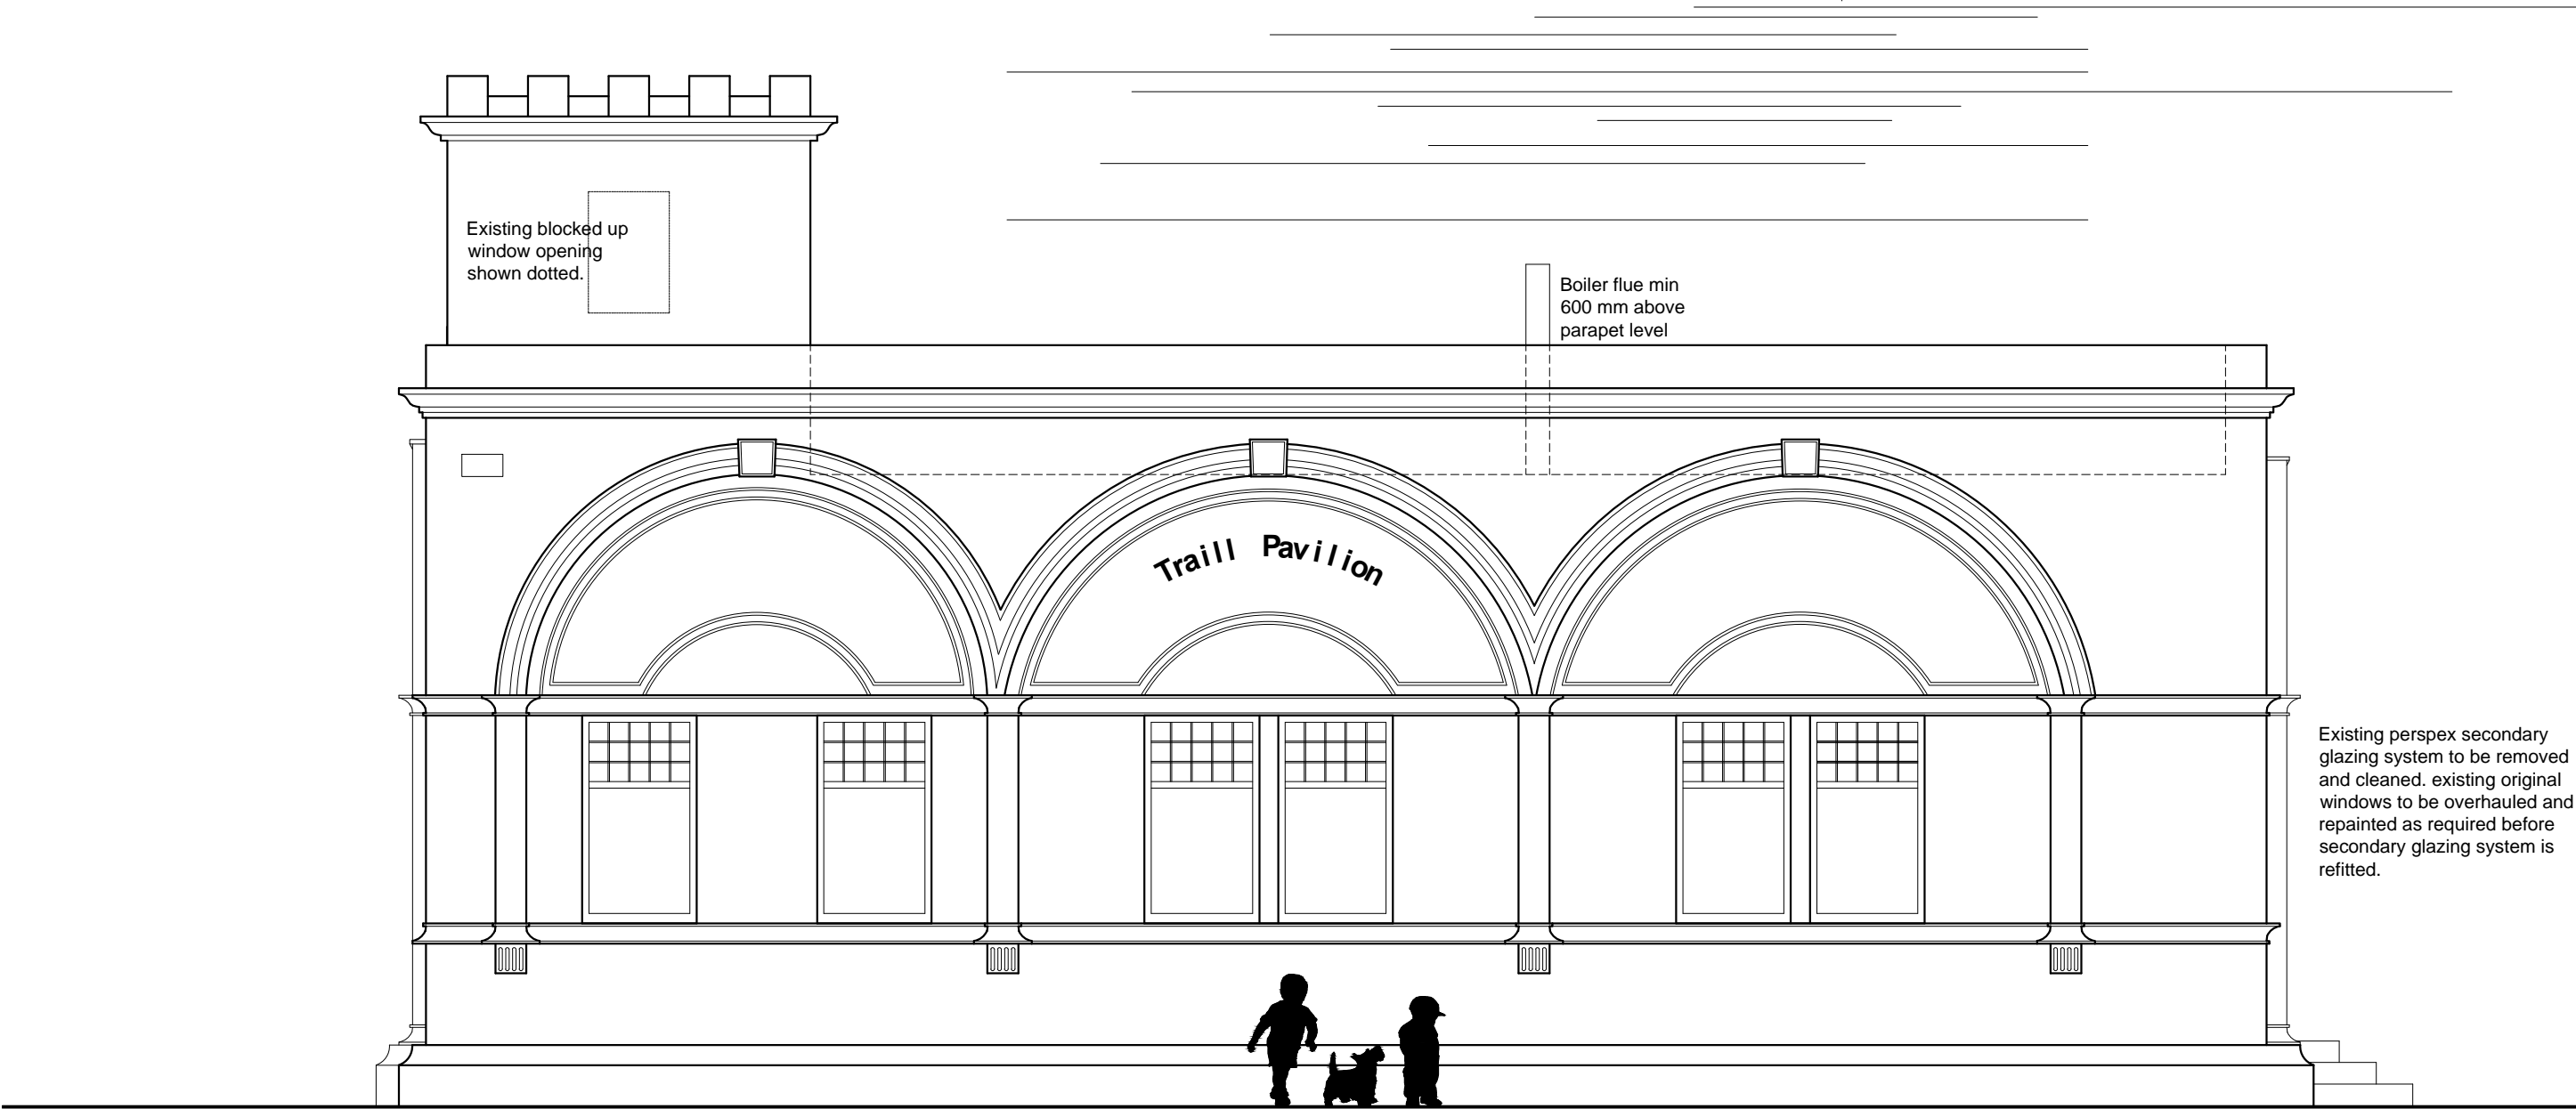 Existing blocked up
window opening
shown dotted.
Boiler flue min
600 mm above
parapet level
Traill Pavilion
Existing perspex secondary
glazing system to be removed
and cleaned. existing original
windows to be overhauled and
repainted as required before
secondary glazing system is
refitted.